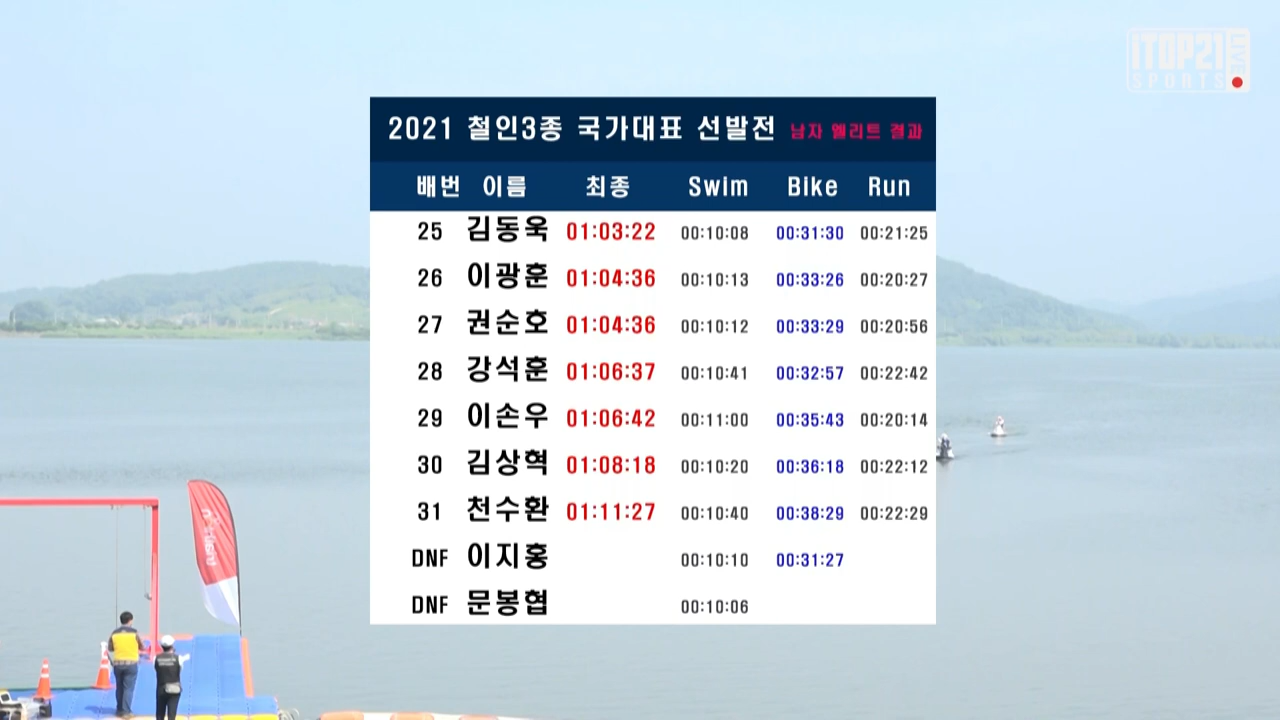 iTOP21
SPORTS
LIVE
2021 철인3종 국가대표 선발전 남자 엘리트 결과
배번 이름 최종 Swim Bike Run
25 김동욱 01:03:22 00:10:08 00:31:30 00:21:25
26 이광훈 01:04:36 00:10:13 00:33:26 00:20:27
27 권순호 01:04:36 00:10:12 00:33:29 00:20:56
28 강석훈 01:06:37 00:10:41 00:32:57 00:22:42
29 이손우 01:06:42 00:11:00 00:35:43 00:20:14
30 김상혁 01:08:18 00:10:20 00:36:18 00:22:12
31 천수환 01:11:27 00:10:40 00:38:29 00:22:29
DNF 이지홍 00:10:10 00:31:27
DNF 문봉협 00:10:06